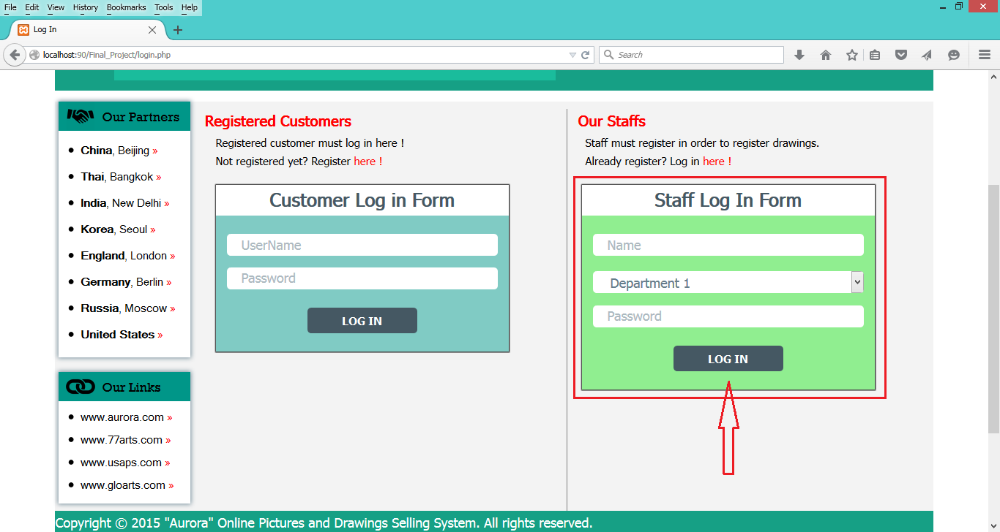 File Edit View History Bookmarks Tools Help
Log In
localhost:90/Final_Project/login.php
Search
Our Partners
China, Beijing »
Thai, Bangkok »
India, New Delhi »
Korea, Seoul »
England, London »
Germany, Berlin »
Russia, Moscow »
United States »
Our Links
www.aurora.com »
www.77arts.com »
www.usaps.com »
www.gloarts.com »
Registered Customers
Registered customer must log in here !
Not registered yet? Register here !
Customer Log in Form
UserName
Password
LOG IN
Our Staffs
Staff must register in order to register drawings.
Already register? Log in here !
Staff Log In Form
Name
Department 1
Password
LOG IN
Copyright © 2015 "Aurora" Online Pictures and Drawings Selling System. All rights reserved.